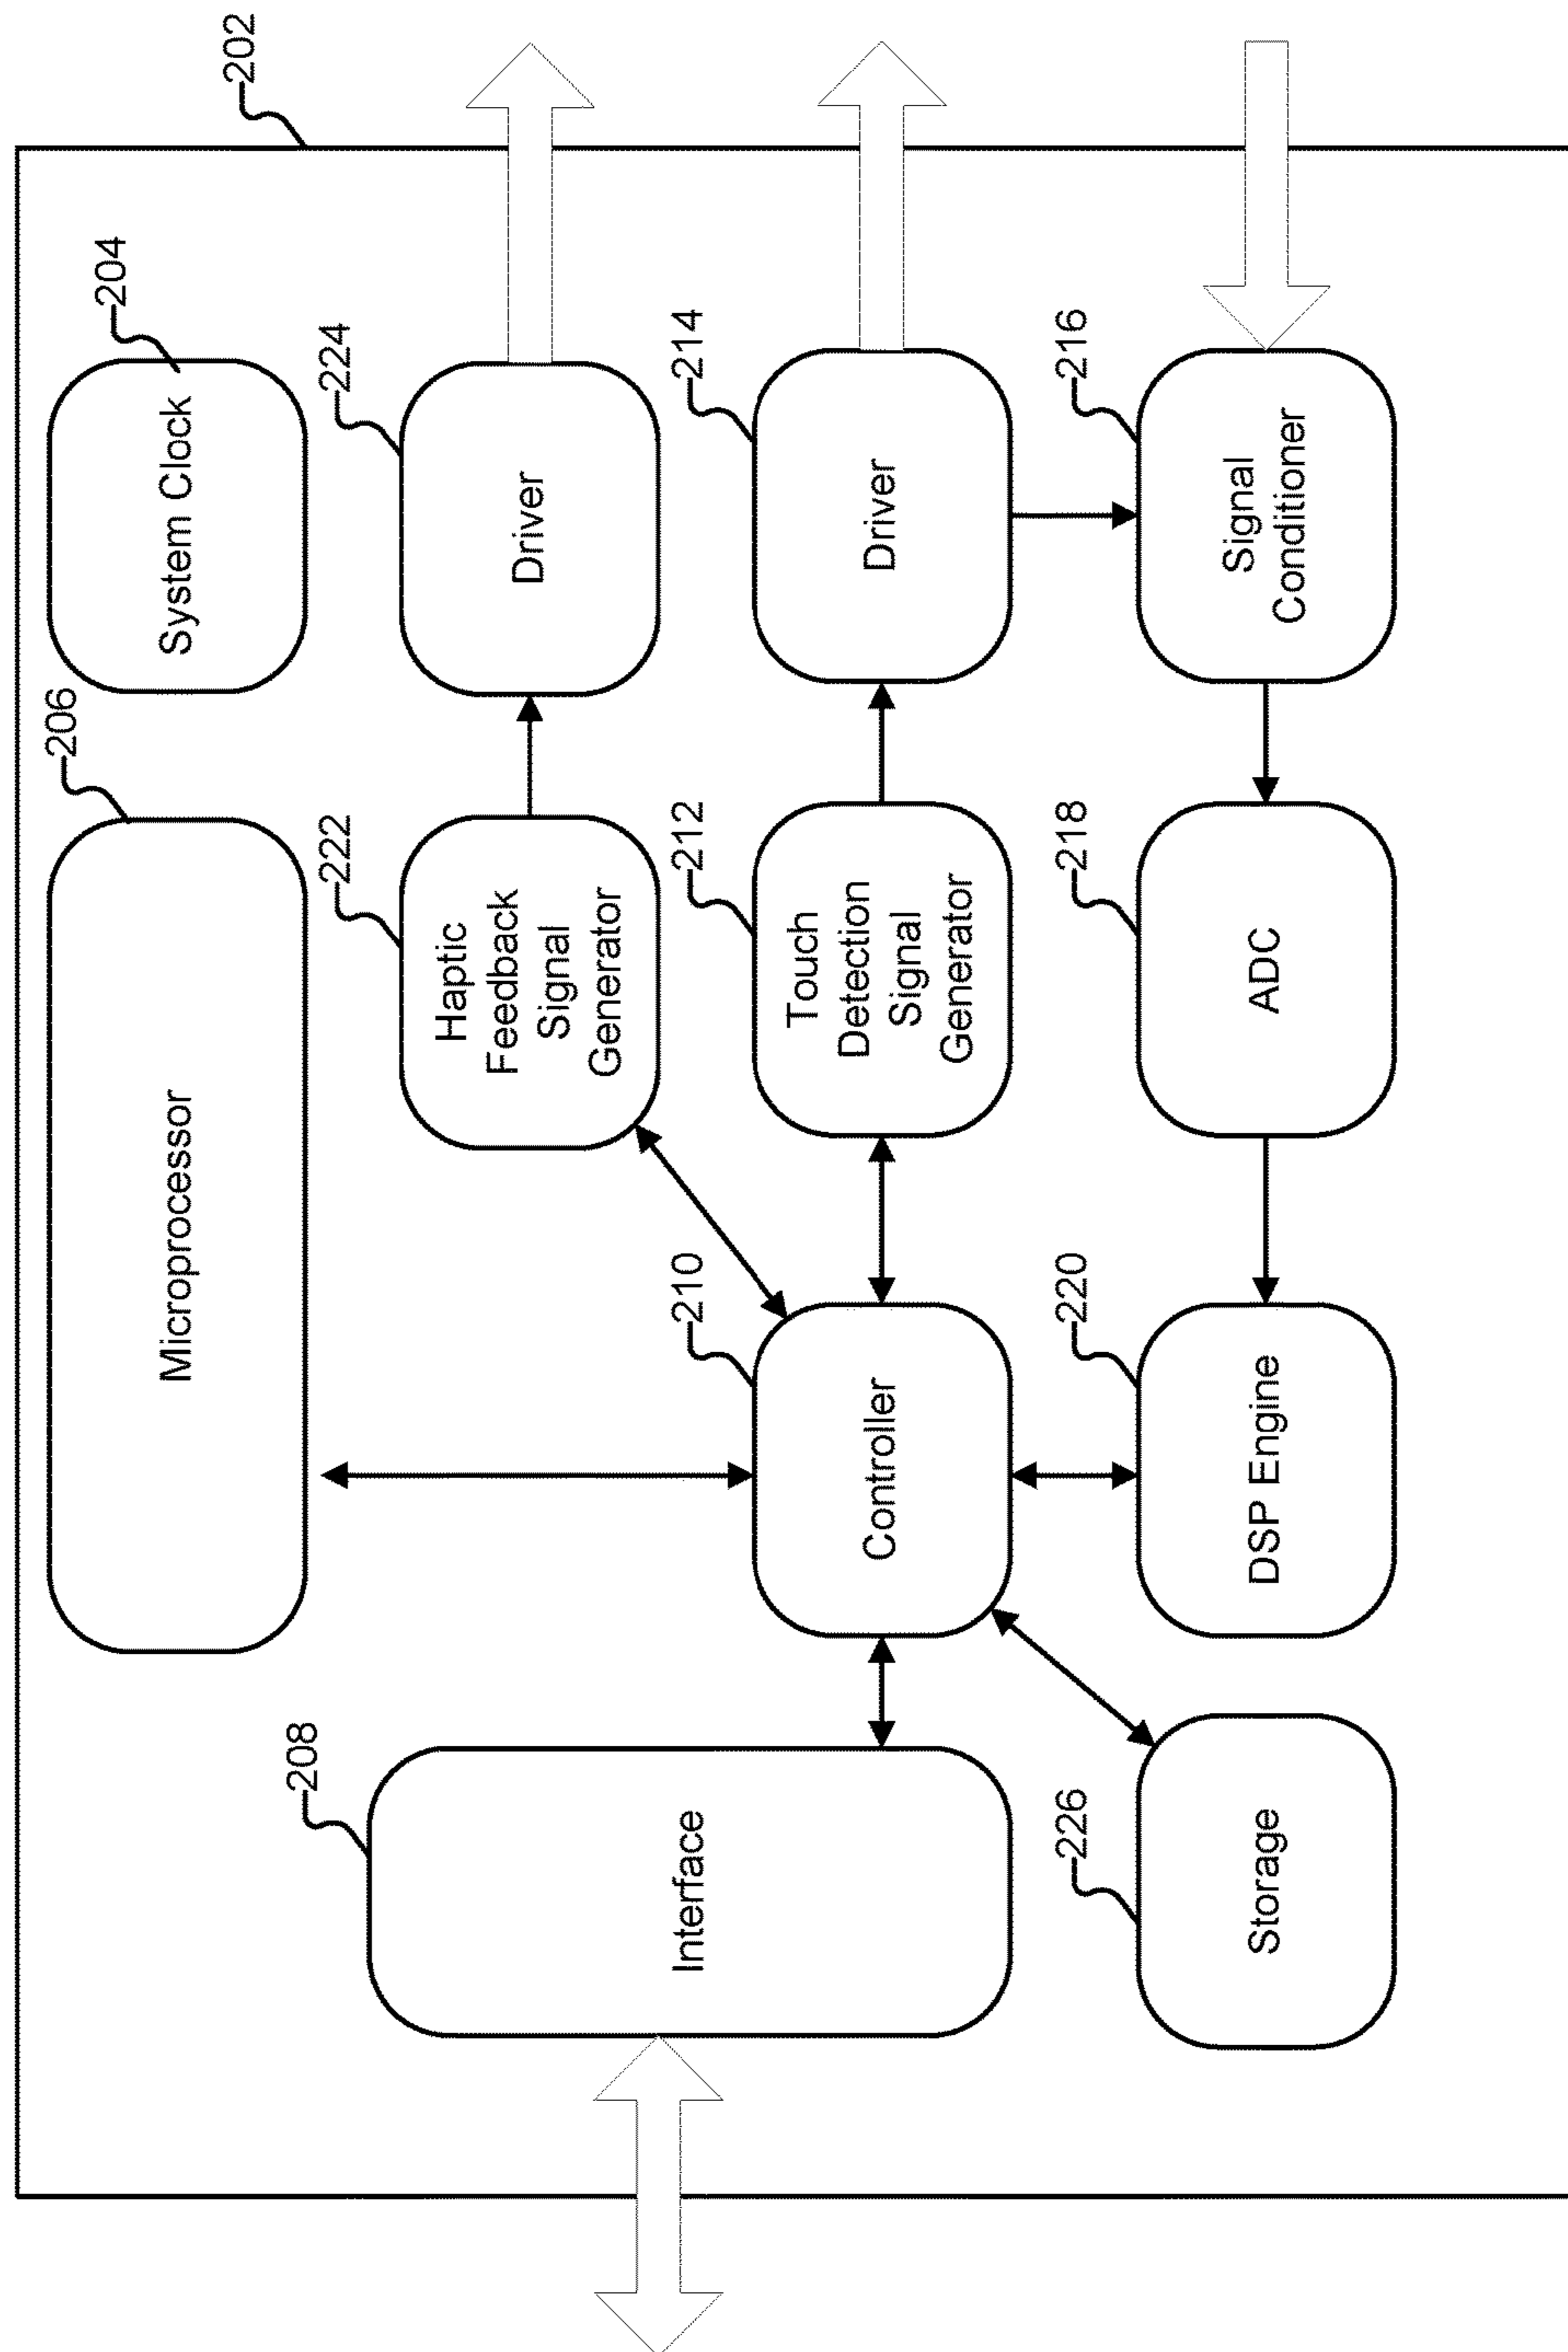 202
206
204
Microprocessor
System Clock
208
222
224
Haptic
Feedback
Signal
Generator
Driver
210
212
214
Interface
Controller
Touch
Detection
Signal
Generator
Driver
226
220
218
216
Storage
DSP Engine
ADC
Signal
Conditioner